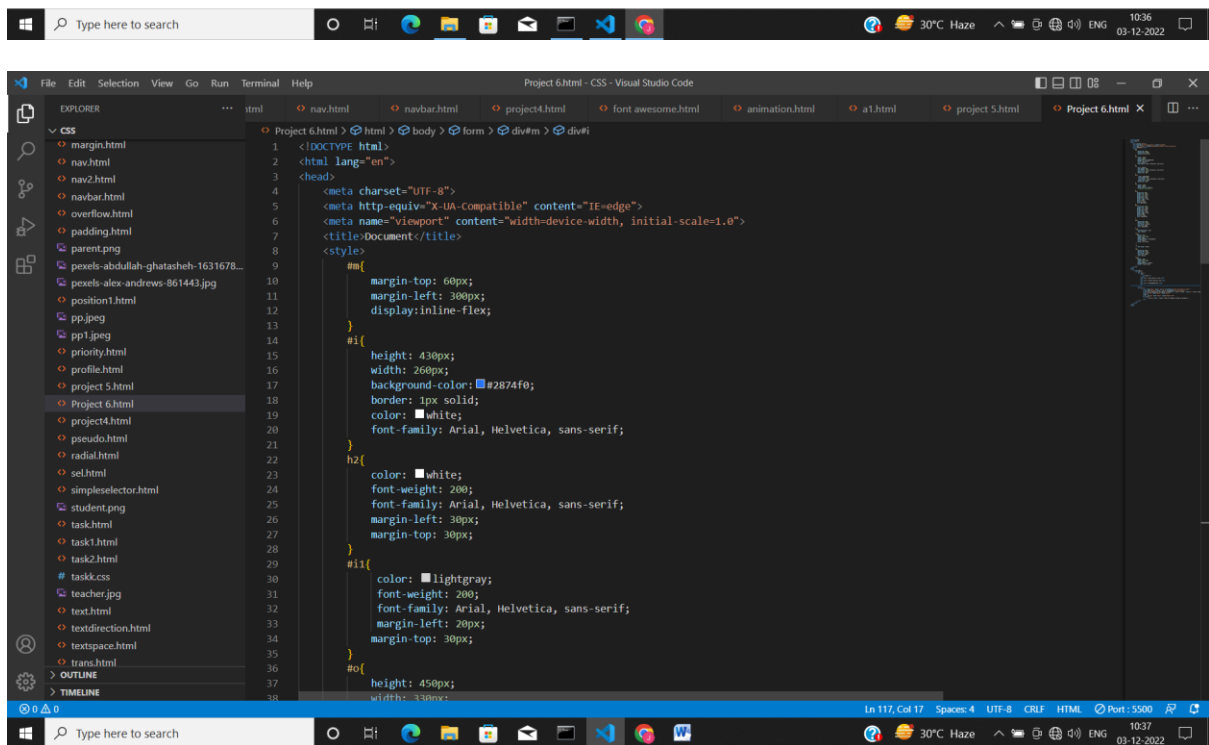 Type here to search
30°C Haze
ENG
10:36
03-12-2022
File Edit Selection View Go Run Terminal Help
Project 6.html - CSS - Visual Studio Code
EXPLORER
html
nav.html
navbar.html
project4.html
font awesome.html
animation.html
a1.html
project 5.html
Project 6.html
CSS
Project 6.html > html > body > form > div#m > div#i
margin.html
nav.html
nav2.html
navbar.html
overflow.html
padding.html
parent.png
pexels-abdullah-ghatasheh-1631678...
pexels-alex-andrews-861443.jpg
position1.html
pp.jpeg
pp1.jpeg
priority.html
profile.html
project 5.html
Project 6.html
project4.html
pseudo.html
radial.html
sel.html
simpleselector.html
student.png
task.html
task1.html
task2.html
# taskk.css
teacher.jpg
text.html
textdirection.html
textspace.html
trans.html
OUTLINE
TIMELINE
1 <!DOCTYPE html>
2 <html lang="en">
3 <head>
4 <meta charset="UTF-8">
5 <meta http-equiv="X-UA-Compatible" content="IE=edge">
6 <meta name="viewport" content="width=device-width, initial-scale=1.0">
7 <title>Document</title>
8 <style>
9 #m{
10 margin-top: 60px;
11 margin-left: 300px;
12 display:inline-flex;
13 }
14 #i{
15 height: 430px;
16 width: 260px;
17 background-color: #2874f0;
18 border: 1px solid;
19 color: white;
20 font-family: Arial, Helvetica, sans-serif;
21 }
22 h2{
23 color: white;
24 font-weight: 200;
25 font-family: Arial, Helvetica, sans-serif;
26 margin-left: 30px;
27 margin-top: 30px;
28 }
29 #i1{
30 color: lightgray;
31 font-weight: 200;
32 font-family: Arial, Helvetica, sans-serif;
33 margin-left: 20px;
34 margin-top: 30px;
35 }
36 #o{
37 height: 450px;
38 width: 330px;
0 0
Ln 117, Col 17 Spaces: 4 UTF-8 CRLF HTML Port : 5500
Type here to search
30°C Haze
ENG
10:37
03-12-2022